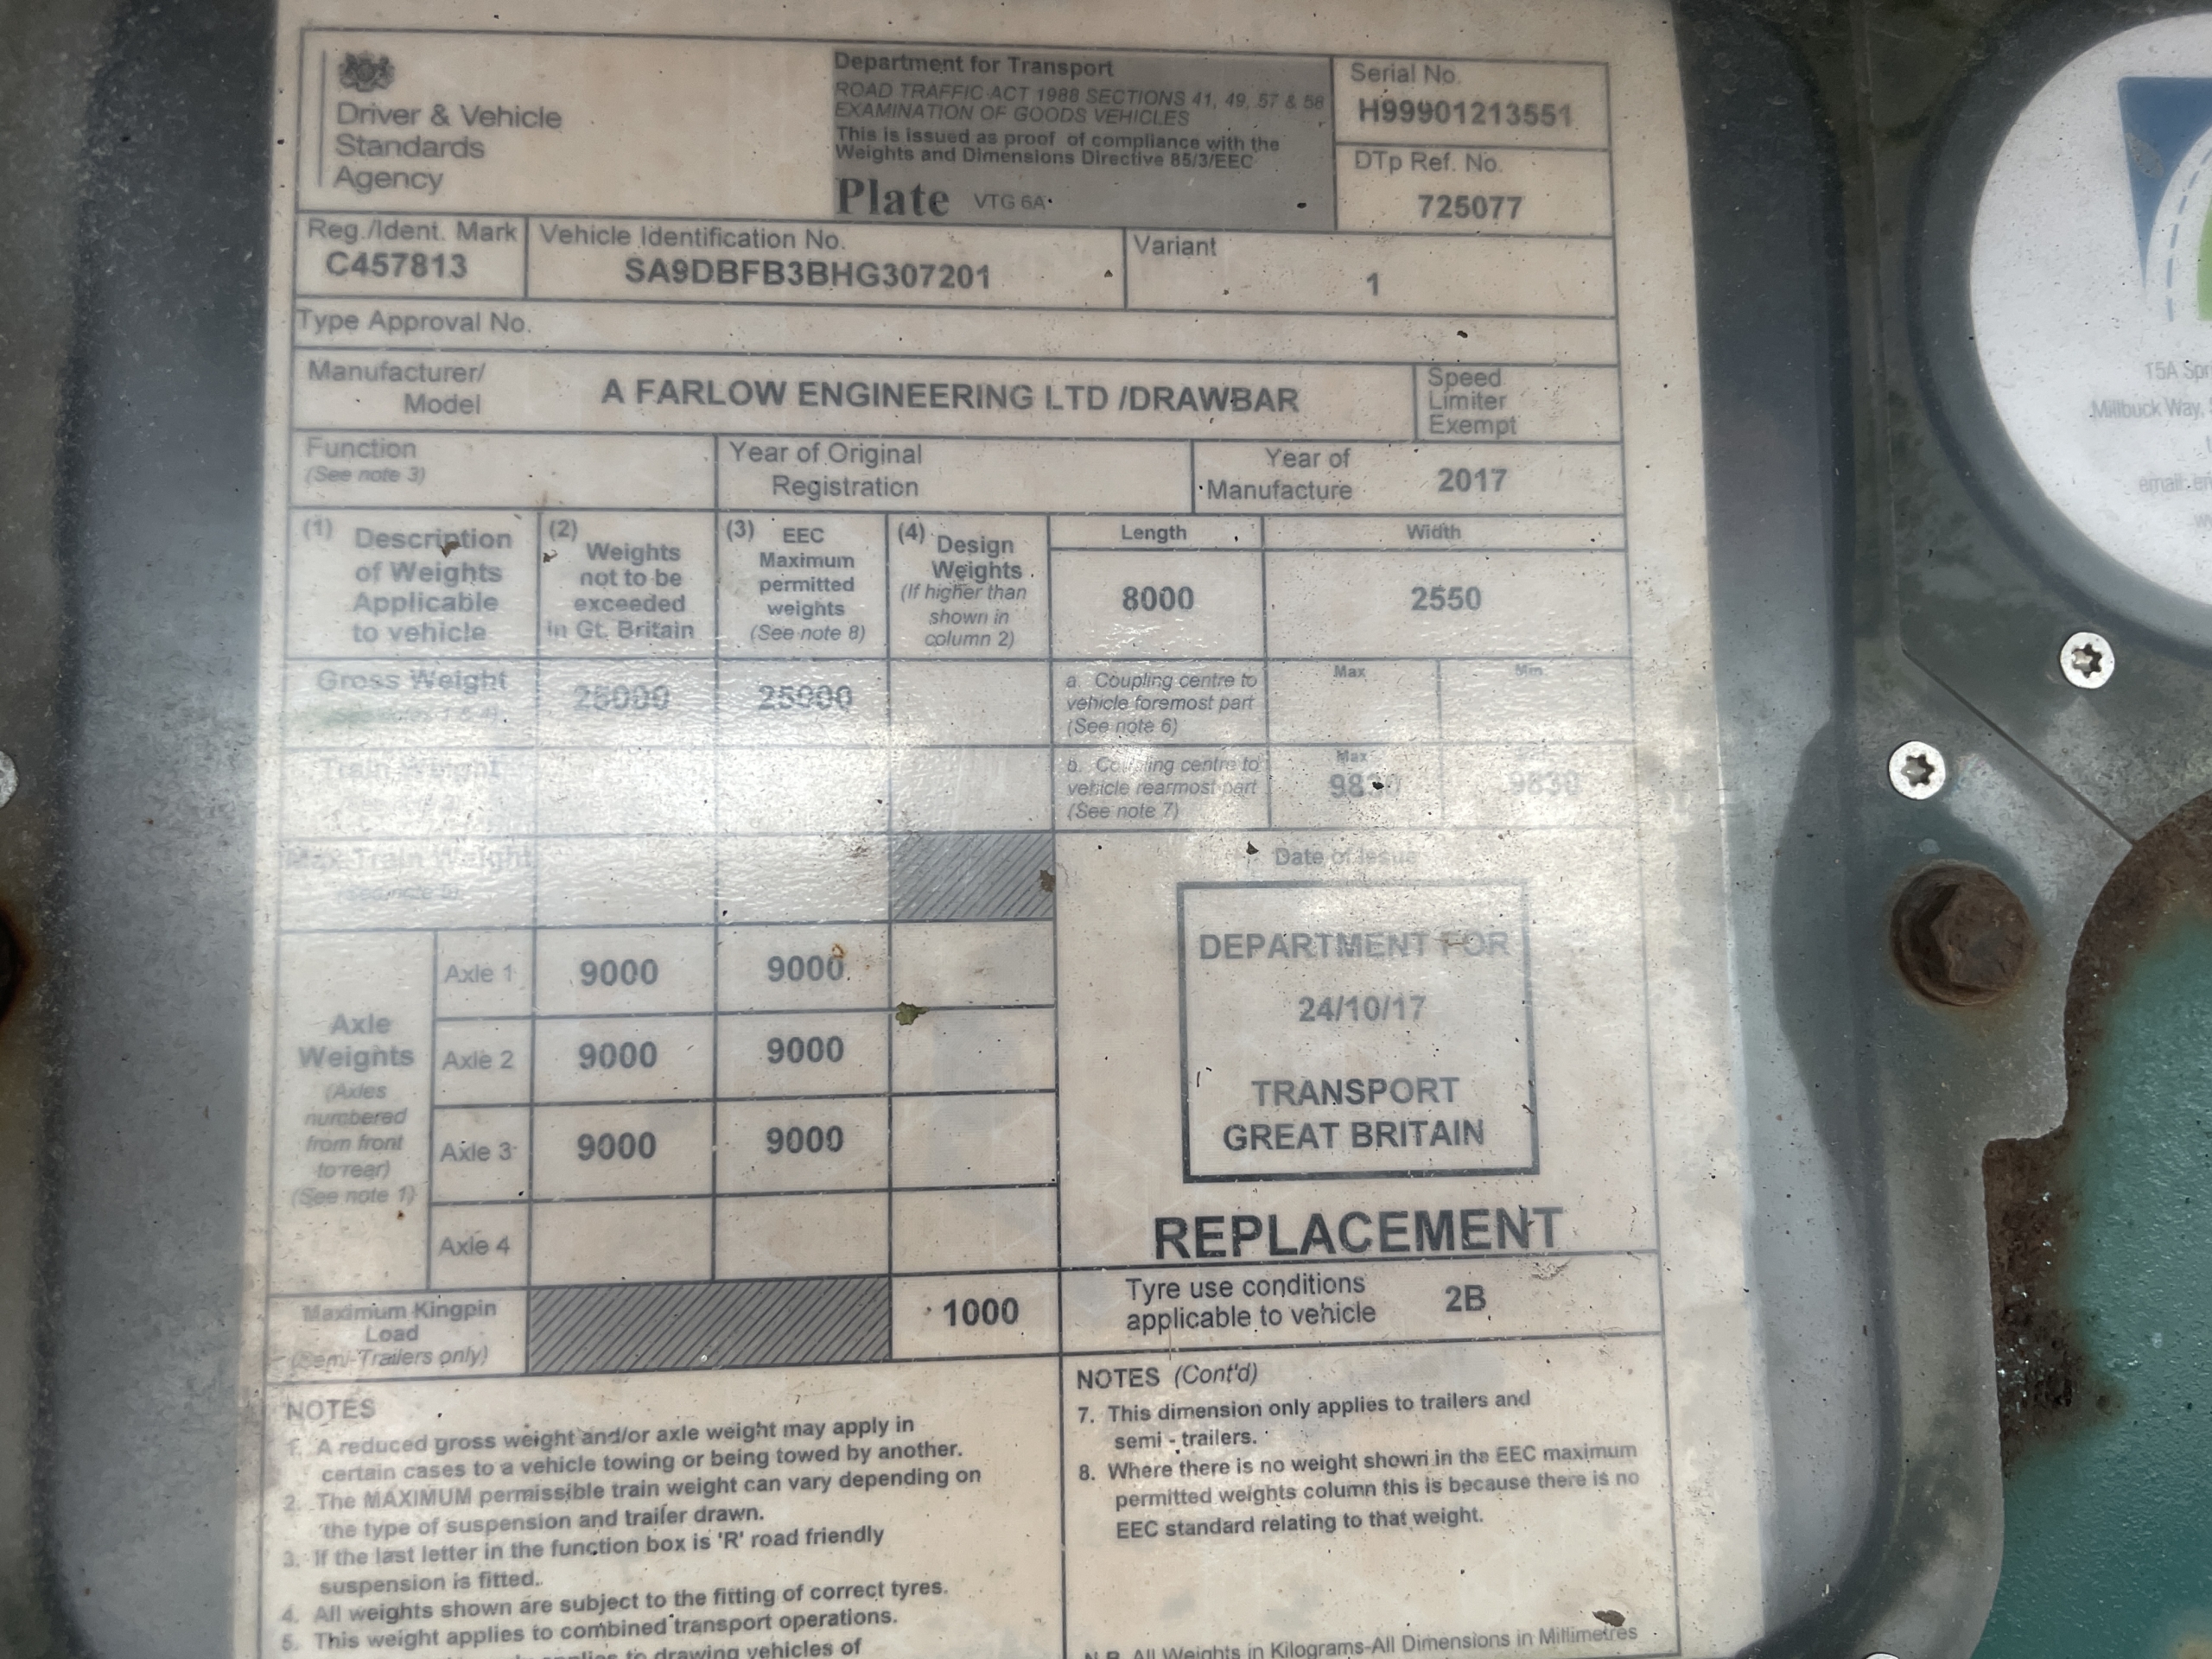 Driver & Vehicle
Standards
Agency
Department for Transport
ROAD TRAFFIC ACT 1988 SECTIONS 41, 49, 57 & 58
EXAMINATION OF GOODS VEHICLES
This is issued as proof of compliance with the
Weights and Dimensions Directive 85/3/EEC
Plate VTG 6A
Serial No.
H99901213551
DTp Ref. No.
725077
Reg./Ident. Mark
C457813
Vehicle Identification No.
SA9DBFB3BHG307201
Variant
1
Type Approval No.
Manufacturer/
Model
A FARLOW ENGINEERING LTD /DRAWBAR
Speed
Limiter
Exempt
Function
(See note 3)
Year of Original
Registration
Year of
Manufacture
2017
(1) Description
of Weights
Applicable
to vehicle
(2) Weights
not to be
exceeded
in Gt. Britain
(3) EEC
Maximum
permitted
weights
(See note 8)
(4) Design
Weights
(If higher than
shown in
column 2)
Length
8000
Width
2550
Gross Weight
25000
25000
a. Coupling centre to
vehicle foremost part
(See note 6)
Max
Min
Train Weight
b. Coupling centre to
vehicle rearmost part
(See note 7)
Max
9830
9830
Max Train Weight
Date of Issue
DEPARTMENT FOR
24/10/17
TRANSPORT
GREAT BRITAIN
REPLACEMENT
Axle
Weights
(Axles
numbered
from front
to rear)
(See note 1)
Axle 1 9000 9000
Axle 2 9000 9000
Axle 3 9000 9000
Axle 4
Maximum Kingpin
Load
(Semi-Trailers only)
1000
Tyre use conditions
applicable to vehicle
2B
NOTES
1. A reduced gross weight and/or axle weight may apply in
certain cases to a vehicle towing or being towed by another.
2. The MAXIMUM permissible train weight can vary depending on
the type of suspension and trailer drawn.
3. If the last letter in the function box is 'R' road friendly
suspension is fitted.
4. All weights shown are subject to the fitting of correct tyres.
5. This weight applies to combined transport operations.
applies to drawing vehicles of
NOTES (Cont'd)
7. This dimension only applies to trailers and
semi - trailers.
8. Where there is no weight shown in the EEC maximum
permitted weights column this is because there is no
EEC standard relating to that weight.
N.B. All Weights in Kilograms-All Dimensions in Millimetres
T5A Spr
Millbuck Way,
email: